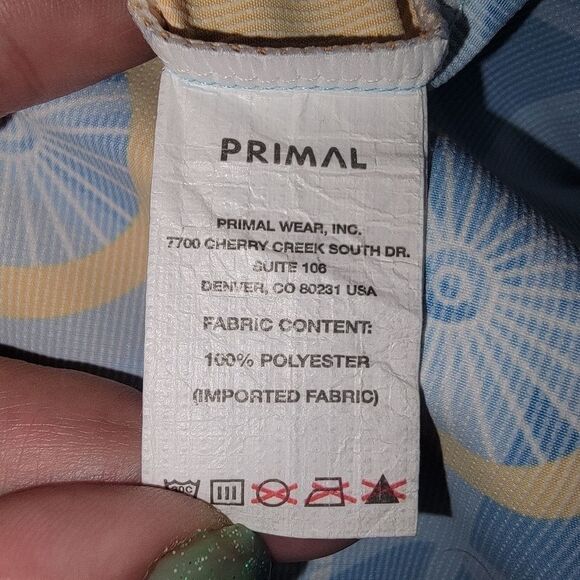 PRIMAL
PRIMAL WEAR, INC.
7700 CHERRY CREEK SOUTH DR.
SUITE 106
DENVER, CO 80231 USA
FABRIC CONTENT:
100% POLYESTER
(IMPORTED FABRIC)
30C